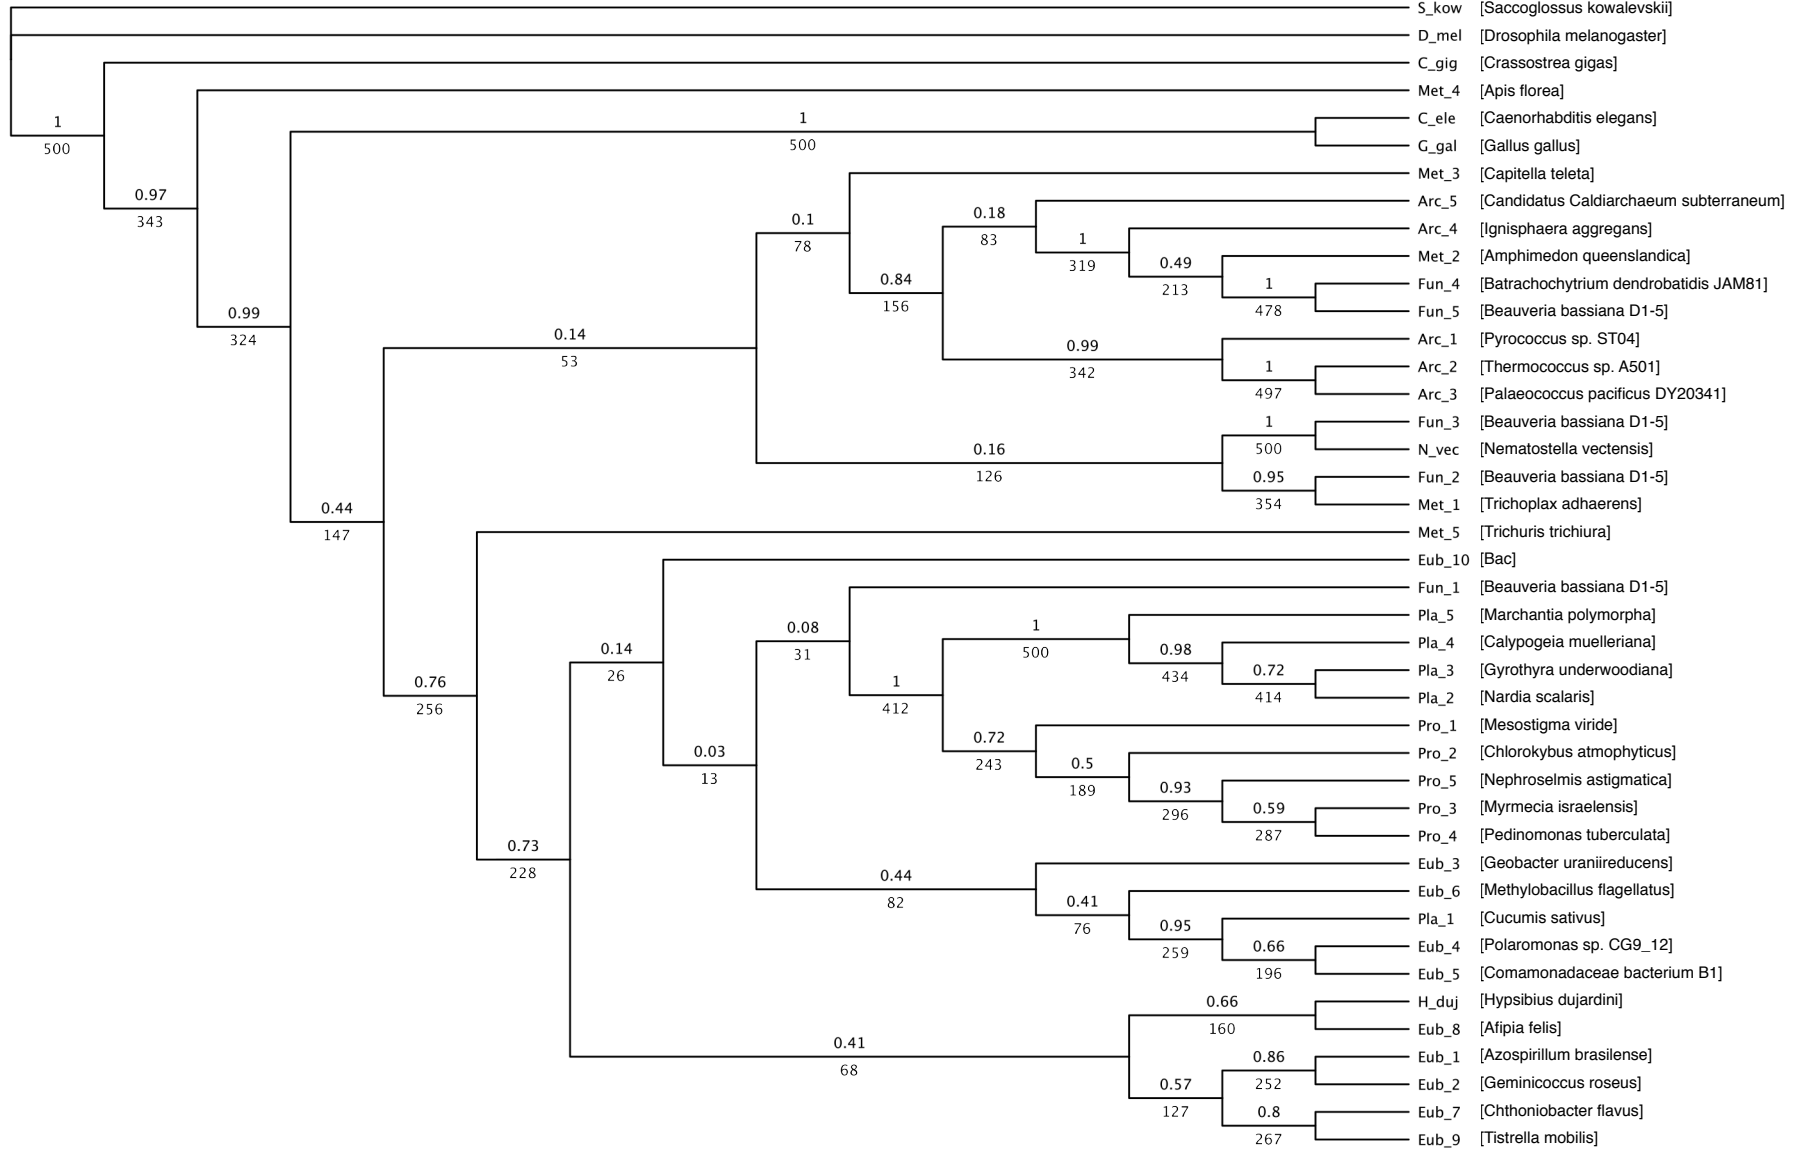 S_kow [Saccoglossus kowalevskii]
D_mel [Drosophila melanogaster]
C_gig [Crassostrea gigas]
Met_4 [Apis florea]
1
500
C_ele [Caenorhabditis elegans]
1
500
G_gal [Gallus gallus]
Met_3 [Capitella teleta]
0.97
343
Arc_5 [Candidatus Caldiarchaeum subterraneum]
0.1
78
0.18
83
Arc_4 [Ignisphaera aggregans]
1
319
Met_2 [Amphimedon queenslandica]
0.49
213
Fun_4 [Batrachochytrium dendrobatidis JAM81]
0.84
156
1
478
Fun_5 [Beauveria bassiana D1-5]
0.99
324
Arc_1 [Pyrococcus sp. ST04]
0.14
53
0.99
342
Arc_2 [Thermococcus sp. A501]
1
497
Arc_3 [Palaeococcus pacificus DY20341]
Fun_3 [Beauveria bassiana D1-5]
1
500
N_vec [Nematostella vectensis]
0.16
126
Fun_2 [Beauveria bassiana D1-5]
0.95
354
Met_1 [Trichoplax adhaerens]
0.44
147
Met_5 [Trichuris trichiura]
Eub_10 [Bac]
Fun_1 [Beauveria bassiana D1-5]
Pla_5 [Marchantia polymorpha]
0.08
31
1
500
Pla_4 [Calypogeia muelleriana]
0.14
26
0.98
434
Pla_3 [Gyrothyra underwoodiana]
0.72
414
Pla_2 [Nardia scalaris]
0.76
256
1
412
Pro_1 [Mesostigma viride]
0.72
243
Pro_2 [Chlorokybus atmophyticus]
0.03
13
0.5
189
Pro_5 [Nephroselmis astigmatica]
0.93
296
Pro_3 [Myrmecia israelensis]
0.59
287
Pro_4 [Pedinomonas tuberculata]
0.73
228
Eub_3 [Geobacter uraniireducens]
0.44
82
Eub_6 [Methylobacillus flagellatus]
0.41
76
Pla_1 [Cucumis sativus]
0.95
259
Eub_4 [Polaromonas sp. CG9_12]
0.66
196
Eub_5 [Comamonadaceae bacterium B1]
H_duj [Hypsibius dujardini]
0.66
160
Eub_8 [Afipia felis]
0.41
68
Eub_1 [Azospirillum brasilense]
0.86
252
Eub_2 [Geminicoccus roseus]
0.57
127
Eub_7 [Chthoniobacter flavus]
0.8
267
Eub_9 [Tistrella mobilis]